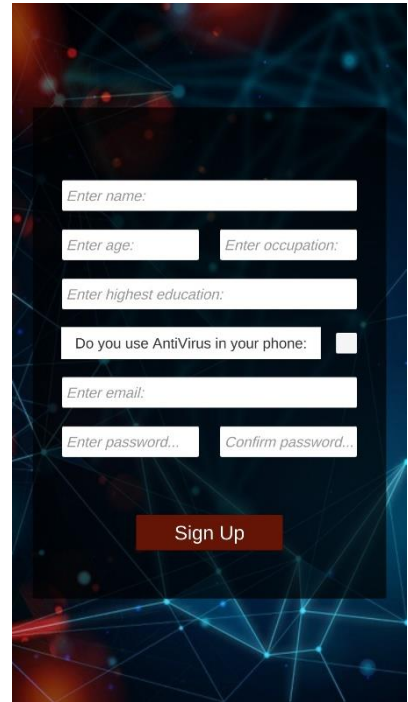 Enter name:
Enter age: Enter occupation:
Enter highest education:
Do you use AntiVirus in your phone:
Enter email:
Enter password... Confirm password...
Sign Up